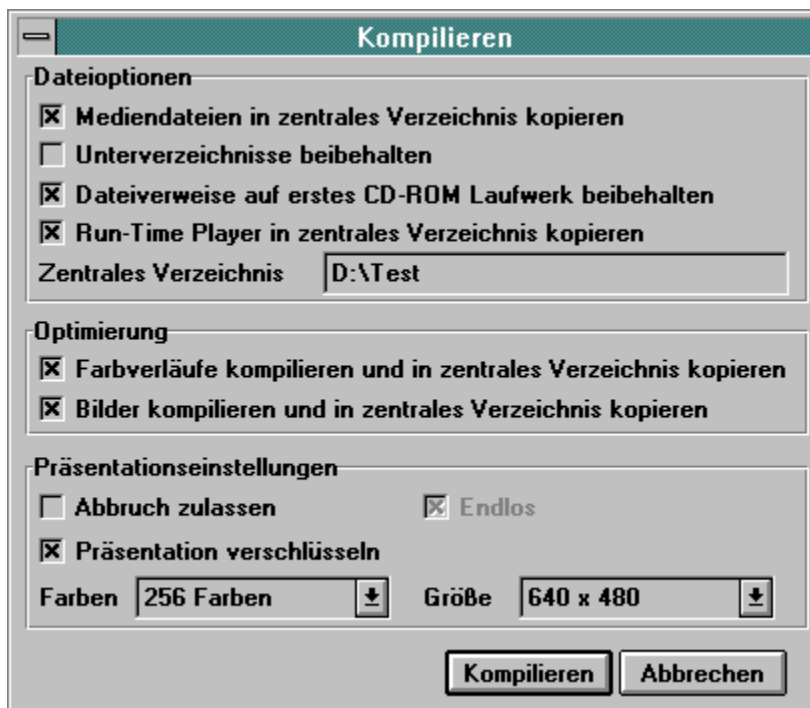 Kompilieren
Dateioptionen
Mediendateien in zentrales Verzeichnis kopieren
Unterverzeichnisse beibehalten
Dateiverweise auf erstes CD-ROM Laufwerk beibehalten
Run-Time Player in zentrales Verzeichnis kopieren
Zentrales Verzeichnis D:\Test
Optimierung
Farbverläufe kompilieren und in zentrales Verzeichnis kopieren
Bilder kompilieren und in zentrales Verzeichnis kopieren
Präsentationseinstellungen
Abbruch zulassen Endlos
Präsentation verschlüsseln
Farben 256 Farben Größe 640 x 480
Kompilieren Abbrechen